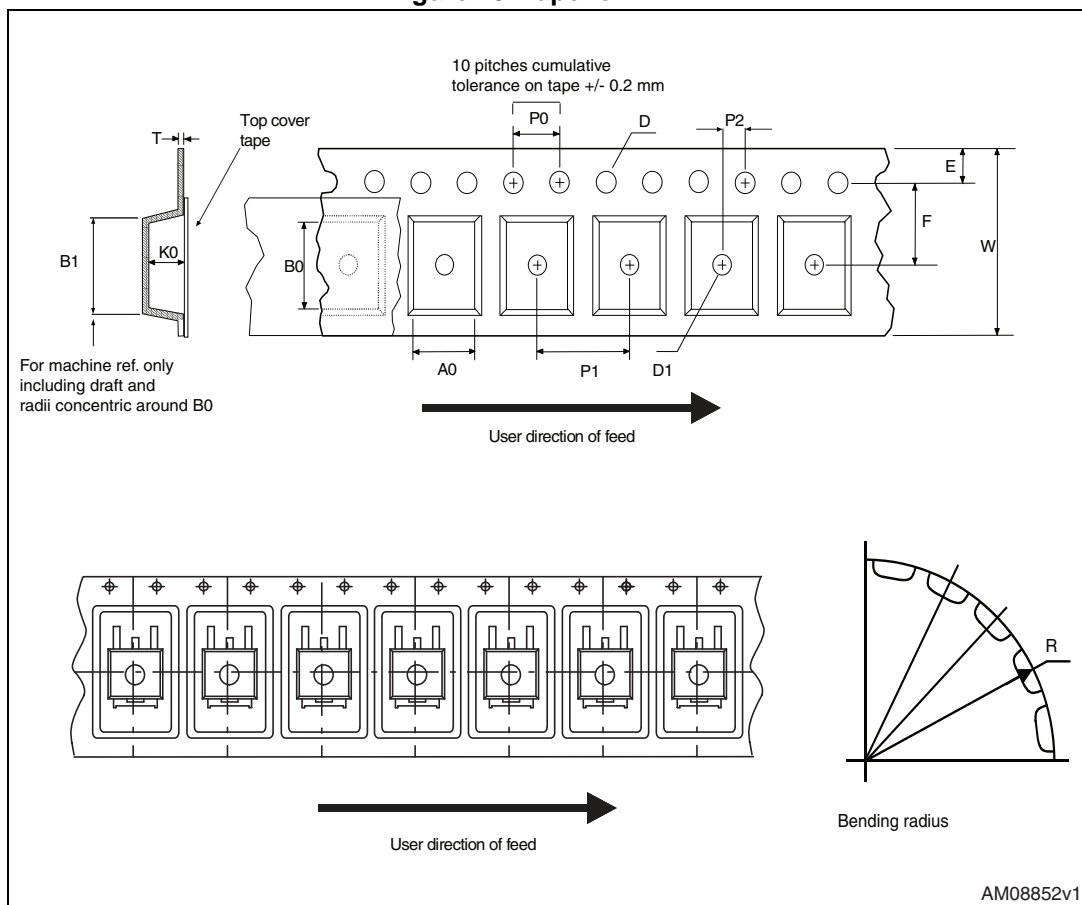 10 pitches cumulative
tolerance on tape +/- 0.2 mm
P0
D
P2
T
Top cover
tape
E
F
W
K0
B1
B0
For machine ref. only
including draft and
radii concentric around B0
A0
P1
D1
User direction of feed
R
Bending radius
User direction of feed
AM08852v1